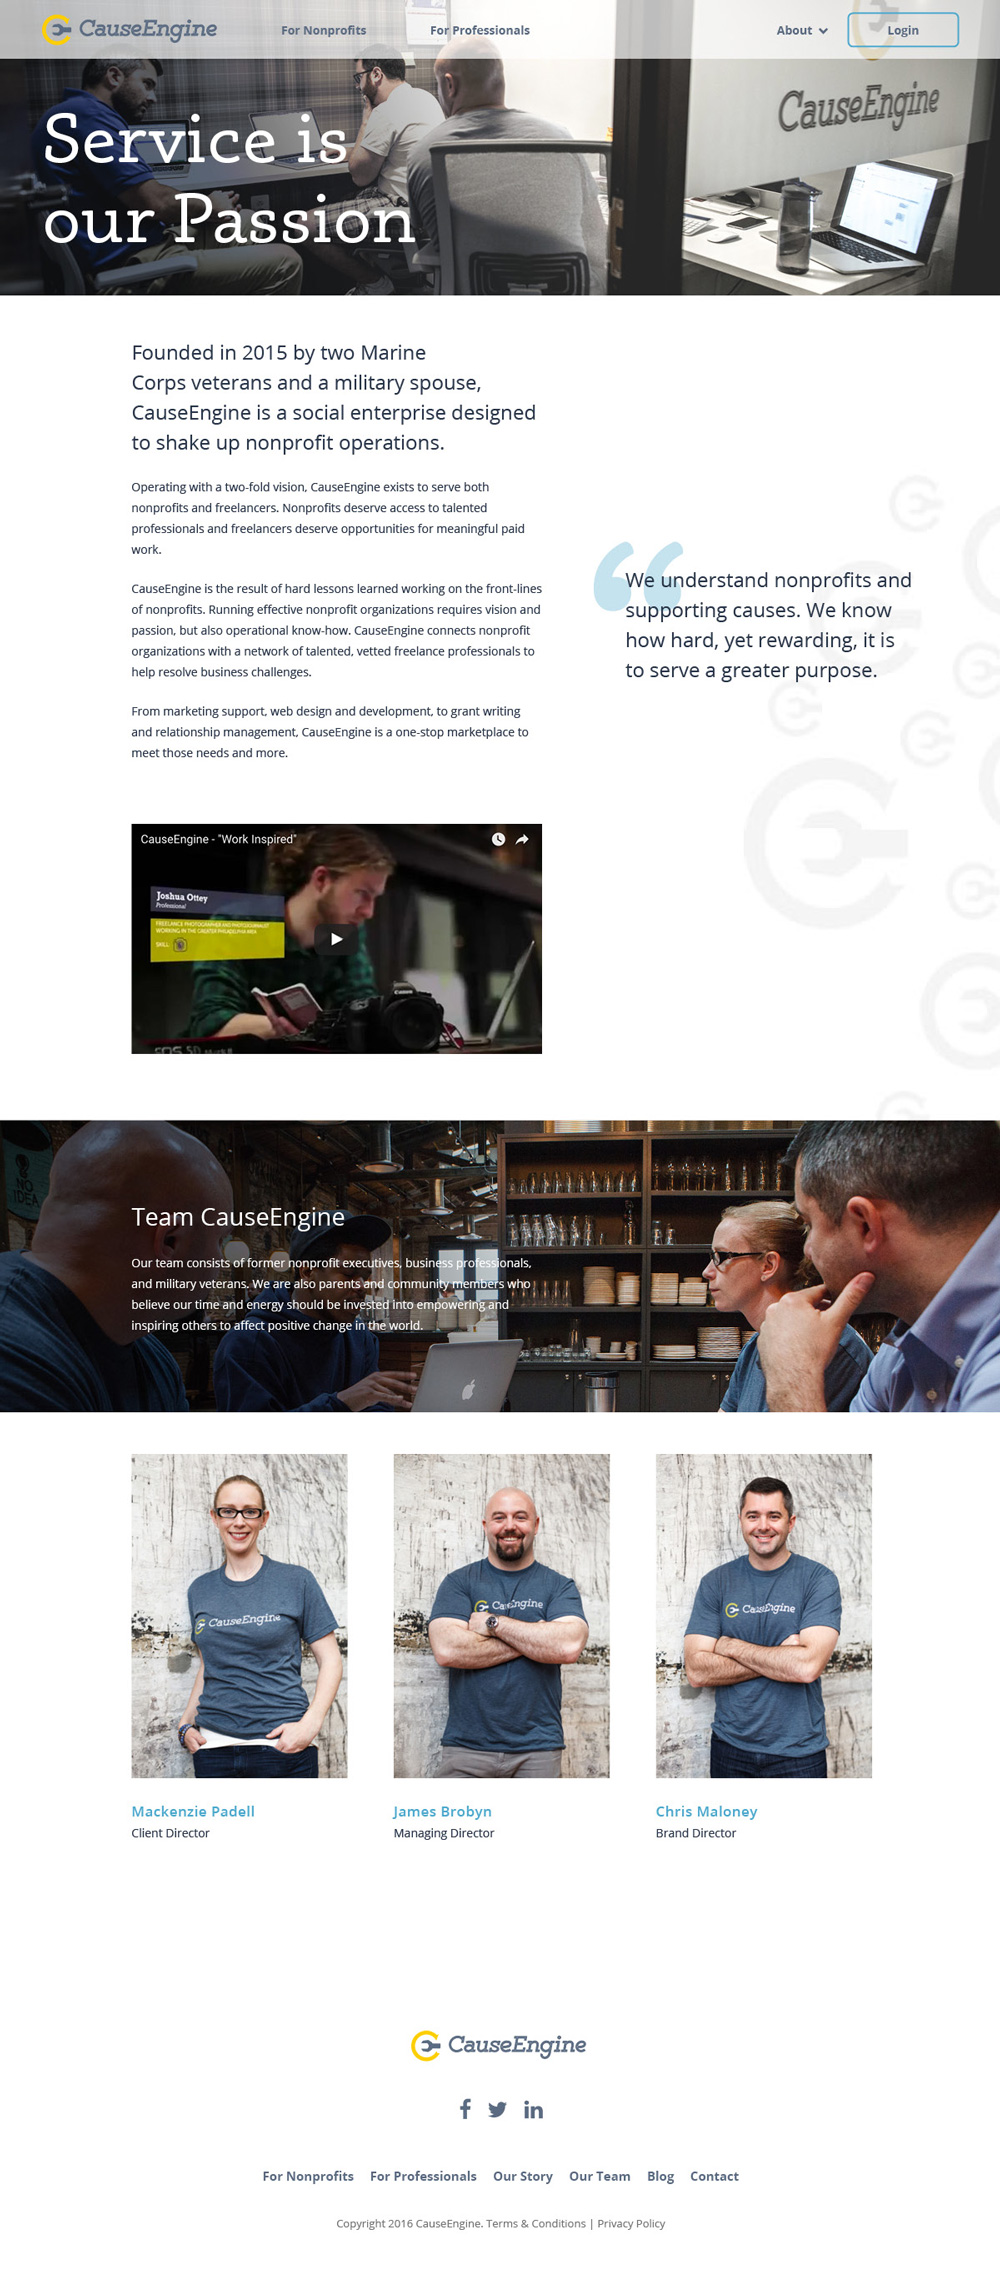 CauseEngine
For Nonprofits
For Professionals
About
Login
CauseEngine
Service is
our Passion
Founded in 2015 by two Marine
Corps veterans and a military spouse,
CauseEngine is a social enterprise designed
to shake up nonprofit operations.
Operating with a two-fold vision, CauseEngine exists to serve both
nonprofits and freelancers. Nonprofits deserve access to talented
professionals and freelancers deserve opportunities for meaningful paid
work.
CauseEngine is the result of hard lessons learned working on the front-lines
of nonprofits. Running effective nonprofit organizations requires vision and
passion, but also operational know-how. CauseEngine connects nonprofit
organizations with a network of talented, vetted freelance professionals to
help resolve business challenges.
From marketing support, web design and development, to grant writing
and relationship management, CauseEngine is a one-stop marketplace to
meet those needs and more.
“We understand nonprofits and
supporting causes. We know
how hard, yet rewarding, it is
to serve a greater purpose.
CauseEngine - "Work Inspired"
Joshua Ottey
Professional
FREELANCE PHOTOGRAPHER AND PHOTOJOURNALIST
WORKING IN THE GREATER PHILADELPHIA AREA
SKILL
Canon
EOS 5D Mark
NO
IDEA
Team CauseEngine
Our team consists of former nonprofit executives, business professionals,
and military veterans. We are also parents and community members who
believe our time and energy should be invested into empowering and
inspiring others to affect positive change in the world.
CauseEngine
CauseEngine
CauseEngine
Mackenzie Padell
Client Director
James Brobyn
Managing Director
Chris Maloney
Brand Director
CauseEngine
For Nonprofits
For Professionals
Our Story
Our Team
Blog
Contact
Copyright 2016 CauseEngine. Terms & Conditions | Privacy Policy